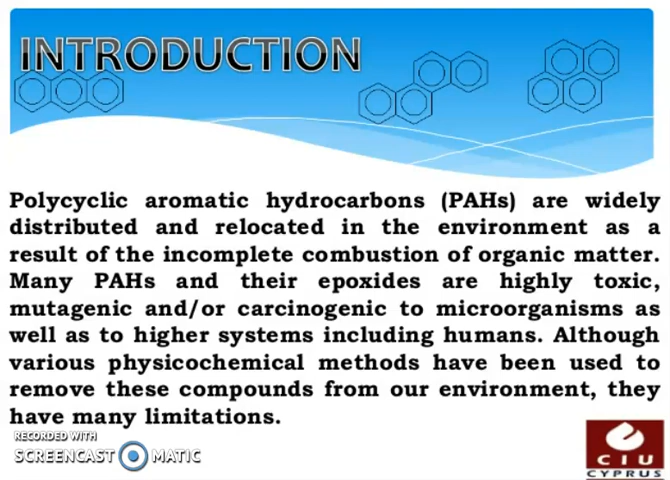 INTRODUCTION
Polycyclic aromatic hydrocarbons (PAHs) are widely
distributed and relocated in the environment as a
result of the incomplete combustion of organic matter.
Many PAHs and their epoxides are highly toxic,
mutagenic and/or carcinogenic to microorganisms as
well as to higher systems including humans. Although
various physicochemical methods have been used to
remove these compounds from our environment, they
have many limitations.
RECORDED WITH
SCREENCAST MATIC
CIU
CYPRUS